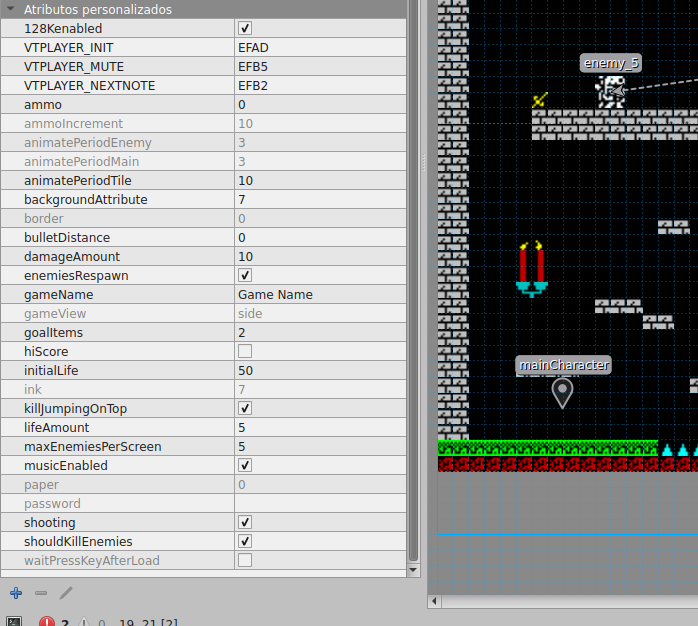 Atributos personalizados
128Kenabled
VTPLAYER_INIT EFAD
VTPLAYER_MUTE EFB5
VTPLAYER_NEXTNOTE EFB2
ammo 0
ammoIncrement 10
animatePeriodEnemy 3
animatePeriodMain 3
animatePeriodTile 10
backgroundAttribute 7
border 0
bulletDistance 0
damageAmount 10
enemiesRespawn
gameName Game Name
gameView side
goalItems 2
hiScore
initialLife 50
ink 7
killJumpingOnTop
lifeAmount 5
maxEnemiesPerScreen 5
musicEnabled
paper 0
password
shooting
shouldKillEnemies
waitPressKeyAfterLoad
2 0 19, 21 [2]
enemy_5
mainCharacter